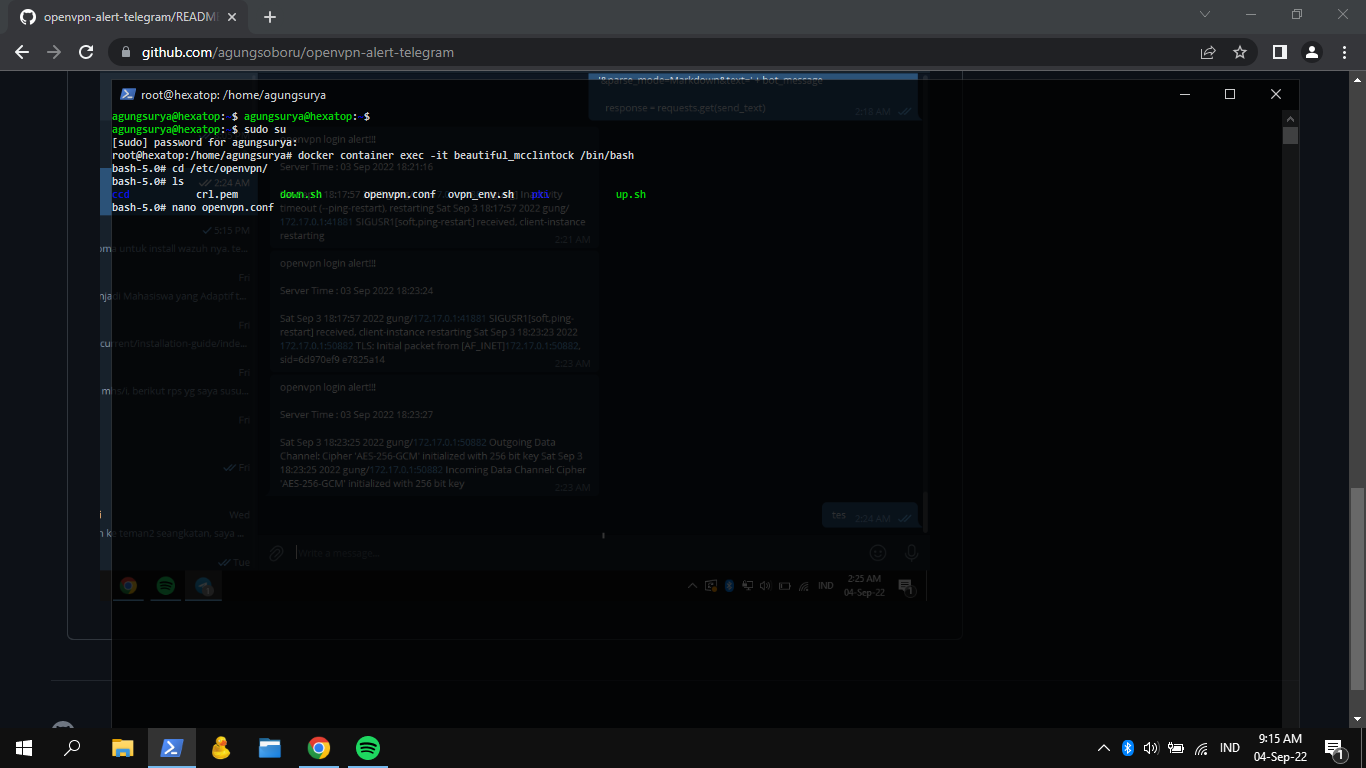 openvpn-alert-telegram/READM
github.com/agungsoboru/openvpn-alert-telegram
'&parse_mode=Markdown&text=' + bot_message
root@hexatop: /home/agungsurya
response = requests.get(send_text)
2:18 AM
agungsurya@hexatop:~$ agungsurya@hexatop:~$
agungsurya@hexatop:~$ sudo su
[sudo] password for agungsurya:
root@hexatop:/home/agungsurya# docker container exec -it beautiful_mcclintock /bin/bash
bash-5.0# cd /etc/openvpn/
bash-5.0# ls
ccd crl.pem down.sh openvpn.conf ovpn_env.sh pki up.sh
bash-5.0# nano openvpn.conf
openvpn login alert!!!
Server Time : 03 Sep 2022 18:21:16
timeout (--ping-restart), restarting Sat Sep 3 18:17:57 2022 gung/
172.17.0.1:41881 SIGUSR1[soft,ping-restart] received, client-instance
restarting
2:21 AM
openvpn login alert!!!
Server Time : 03 Sep 2022 18:23:24
Sat Sep 3 18:17:57 2022 gung/172.17.0.1:41881 SIGUSR1[soft,ping-
restart] received, client-instance restarting Sat Sep 3 18:23:23 2022
172.17.0.1:50882 TLS: Initial packet from [AF_INET]172.17.0.1:50882,
sid=6d970ef9 e7825a14
2:23 AM
openvpn login alert!!!
Server Time : 03 Sep 2022 18:23:27
Sat Sep 3 18:23:25 2022 gung/172.17.0.1:50882 Outgoing Data
Channel: Cipher 'AES-256-GCM' initialized with 256 bit key Sat Sep 3
18:23:25 2022 gung/172.17.0.1:50882 Incoming Data Channel: Cipher
'AES-256-GCM' initialized with 256 bit key
2:23 AM
tes 2:24 AM
Write a message...
2:24 AM
5:15 PM
oma untuk install wazuh nya, te...
Fri
njadi Mahasiswa yang Adaptif t...
Fri
current/installation-guide/inde...
Fri
mhs/), berikut rps yg saya susu...
Fri
Fri
i Wed
n ke teman2 seangkatan, saya ...
Tue
IND
2:25 AM
04-Sep-22
1
IND
9:15 AM
04-Sep-22
1